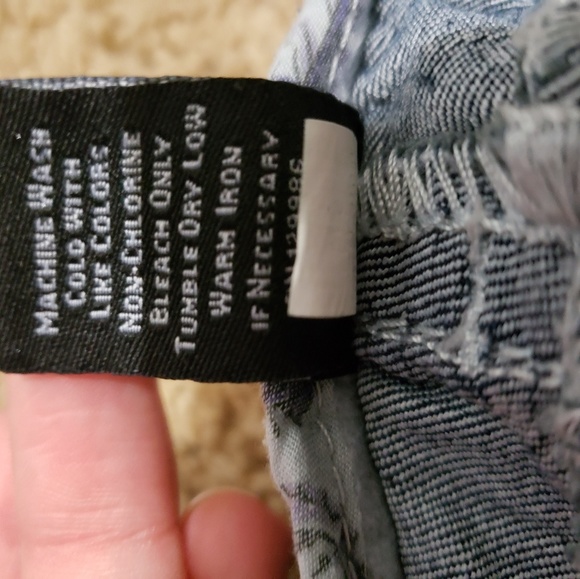 MACHINE WASH
COLD WITH
LIKE COLORS
NON-CHLORINE
BLEACH ONLY
TUMBLE DRY LOW
WARM IRON
IF NECESSARY